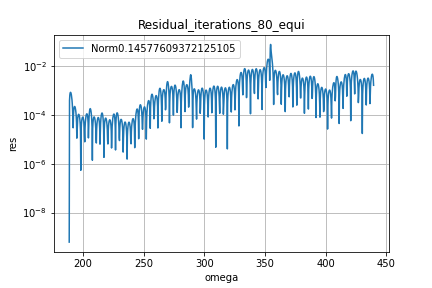 Residual_iterations_80_equi
Norm0.14577609372125105
10⁻²
10⁻⁴
10⁻⁶
10⁻⁸
res
200 250 300 350 400 450
omega